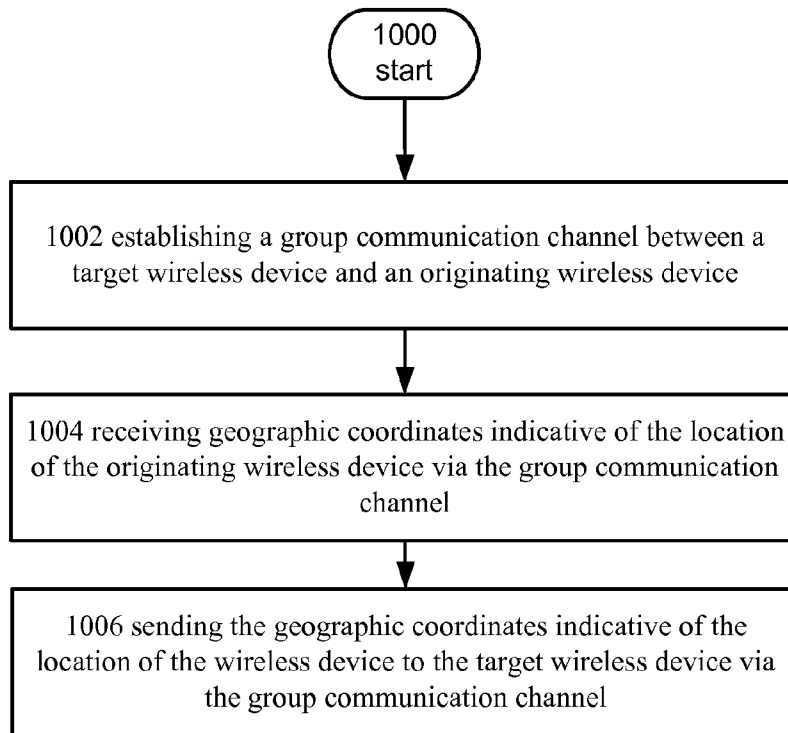 1000
start
1002 establishing a group communication channel between a
target wireless device and an originating wireless device
1004 receiving geographic coordinates indicative of the location
of the originating wireless device via the group communication
channel
1006 sending the geographic coordinates indicative of the
location of the wireless device to the target wireless device via
the group communication channel